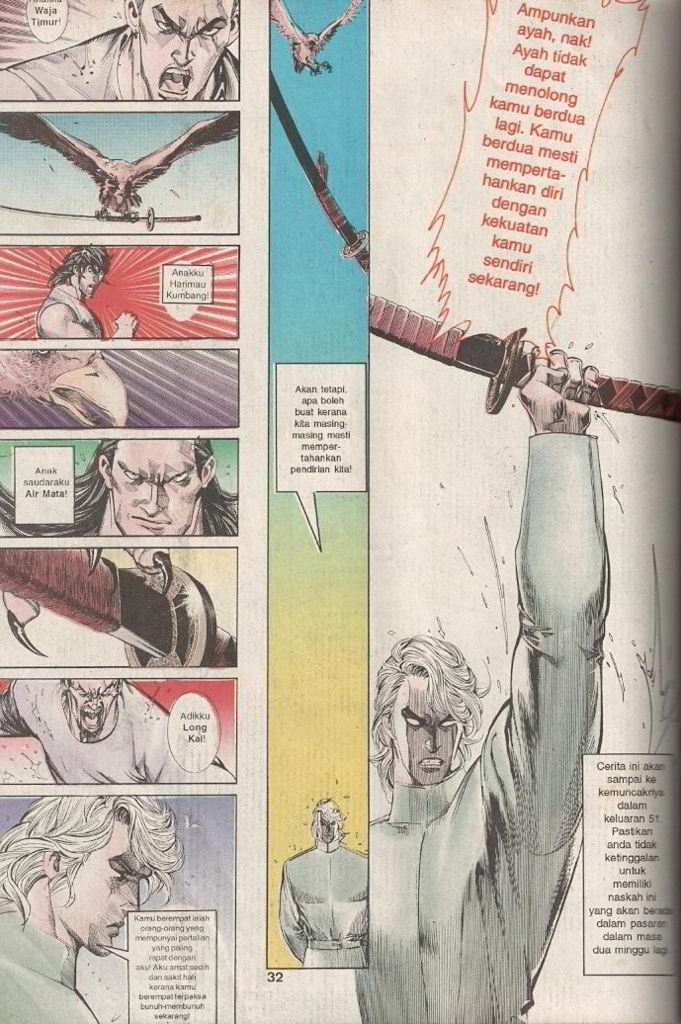 Waja
Timur!
Anakku
Harimau
Kumbang!
Anak
saudaraku
Air Mata!
Adikku
Long
Kai!
Kamu berempat ialah
orang-orang yang
mempunyai pertalian
yang paling
rapat dengan
aku! Aku amat sedih
dan sakit hati
kerana kamu
berempat terpaksa
bunuh-membunuh
sekarang!
Akan tetapi,
apa boleh
buat kerana
kita masing-
masing mesti
memper-
tahankan
pendirian kita!
32
Ampunkan
ayah, nak!
Ayah tidak
dapat
menolong
kamu berdua
lagi. Kamu
berdua mesti
memperta-
hankan diri
dengan
kekuatan
kamu
sendiri
sekarang!
Cerita ini akan
sampai ke
kemuncaknya
dalam
keluaran 51.
Pastikan
anda tidak
ketinggalan
untuk
memiliki
naskah ini
yang akan berada
dalam pasaran
dalam masa
dua minggu lagi.